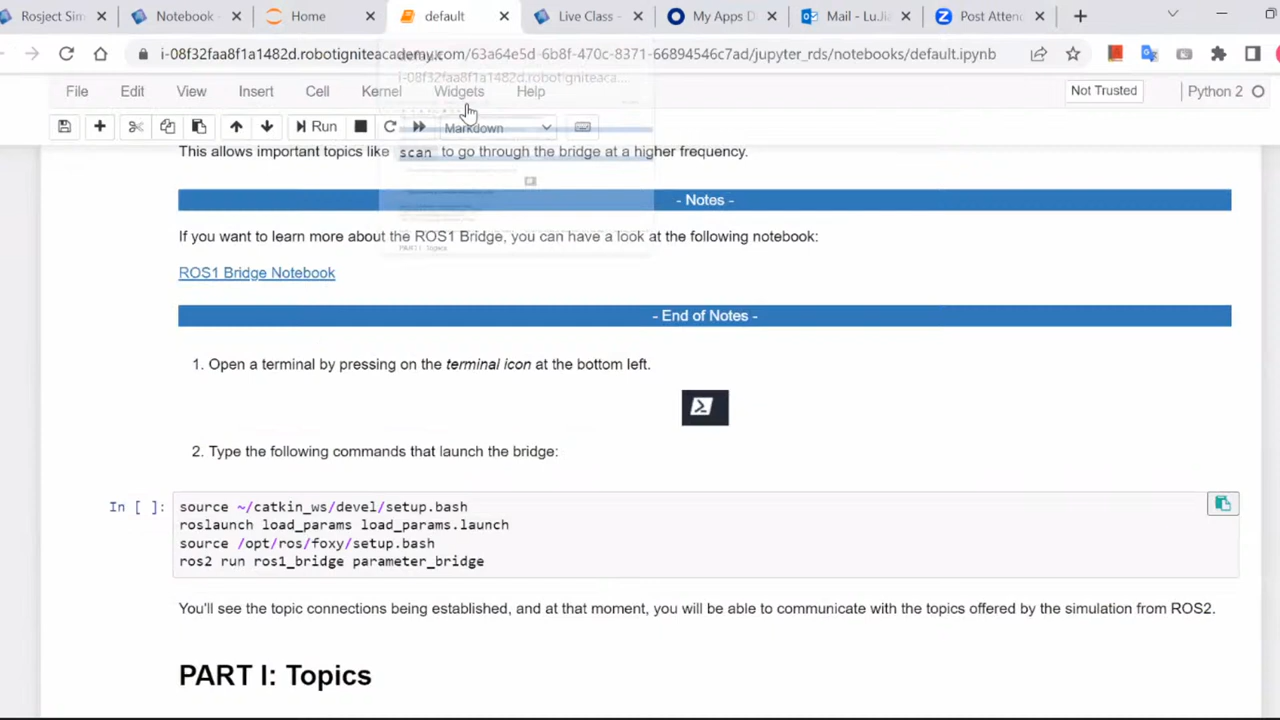 Rosject Sim
Notebook
Home
default
Live Class -
My Apps D
Mail - LuJia
Post Attend
i-08f32faa8f1a1482d.robotigniteacademy.com/63a64e5d-6b8f-470c-8371-66894546c7ad/jupyter_rds/notebooks/default.ipynb
i-08f32faa8f1a1482d.robotigniteaca...
File Edit View Insert Cell Kernel Widgets Help
Not Trusted
Python 2
Run
Markdown
This allows important topics like scan to go through the bridge at a higher frequency.
- Notes -
If you want to learn more about the ROS1 Bridge, you can have a look at the following notebook:
ROS1 Bridge Notebook
- End of Notes -
1. Open a terminal by pressing on the terminal icon at the bottom left.
2. Type the following commands that launch the bridge:
In [ ]:
source ~/catkin_ws/devel/setup.bash
roslaunch load_params load_params.launch
source /opt/ros/foxy/setup.bash
ros2 run ros1_bridge parameter_bridge
You'll see the topic connections being established, and at that moment, you will be able to communicate with the topics offered by the simulation from ROS2.
PART I: Topics